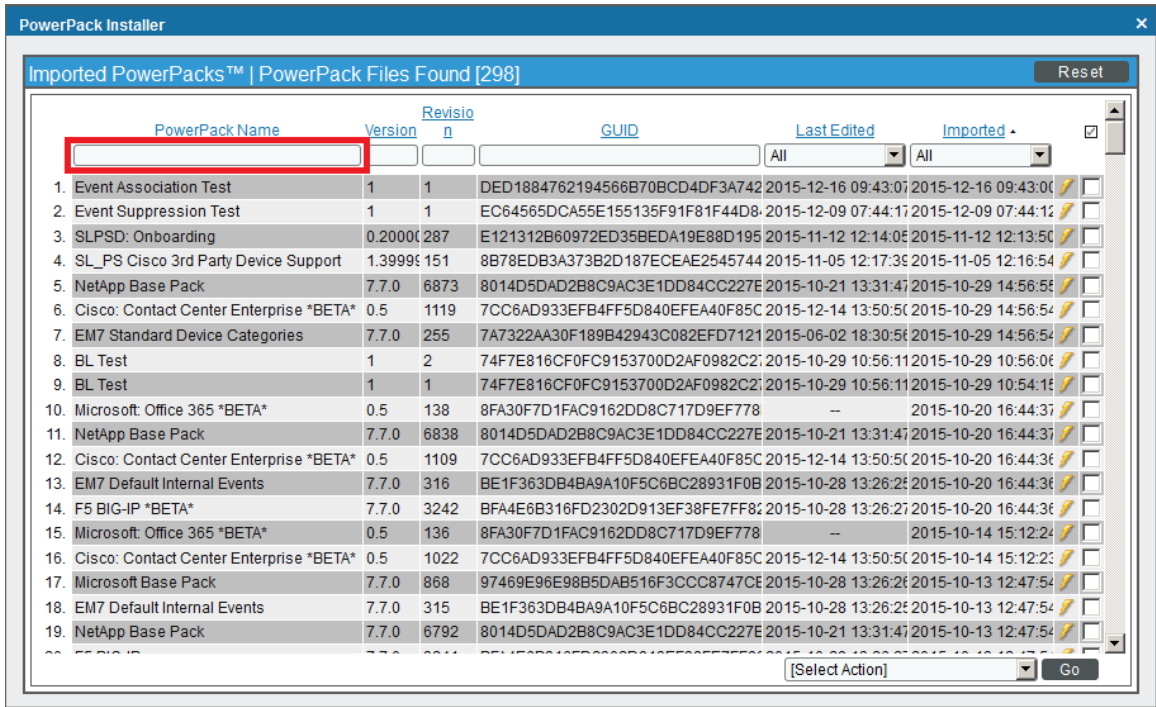 PowerPack Installer ×
Imported PowerPacks™ | PowerPack Files Found [298] Reset
PowerPack Name Version Revision GUID Last Edited Imported
All All
1. Event Association Test 1 1 DED1884762194566B70BCD4DF3A742 2015-12-16 09:43:07 2015-12-16 09:43:00
2. Event Suppression Test 1 1 EC64565DCA55E155135F91F81F44D8 2015-12-09 07:44:17 2015-12-09 07:44:12
3. SLPSD: Onboarding 0.2000 287 E121312B60972ED35BEDA19E88D195 2015-11-12 12:14:05 2015-11-12 12:13:50
4. SL_PS Cisco 3rd Party Device Support 1.39999 151 8B78EDB3A373B2D187ECEAE2545744 2015-11-05 12:17:39 2015-11-05 12:16:54
5. NetApp Base Pack 7.7.0 6873 8014D5DAD2B8C9AC3E1DD84CC227E 2015-10-21 13:31:47 2015-10-29 14:56:55
6. Cisco: Contact Center Enterprise *BETA* 0.5 1119 7CC6AD933EFB4FF5D840EFEA40F85C 2015-12-14 13:50:50 2015-10-29 14:56:54
7. EM7 Standard Device Categories 7.7.0 255 7A7322AA30F189B42943C082EFD7121 2015-06-02 18:30:56 2015-10-29 14:56:54
8. BL Test 1 2 74F7E816CF0FC9153700D2AF0982C27 2015-10-29 10:56:11 2015-10-29 10:56:06
9. BL Test 1 1 74F7E816CF0FC9153700D2AF0982C27 2015-10-29 10:56:11 2015-10-29 10:54:15
10. Microsoft: Office 365 *BETA* 0.5 138 8FA30F7D1FAC9162DD8C717D9EF778 -- 2015-10-20 16:44:37
11. NetApp Base Pack 7.7.0 6838 8014D5DAD2B8C9AC3E1DD84CC227E 2015-10-21 13:31:47 2015-10-20 16:44:37
12. Cisco: Contact Center Enterprise *BETA* 0.5 1109 7CC6AD933EFB4FF5D840EFEA40F85C 2015-12-14 13:50:50 2015-10-20 16:44:36
13. EM7 Default Internal Events 7.7.0 316 BE1F363DB4BA9A10F5C6BC28931F0B 2015-10-28 13:26:25 2015-10-20 16:44:36
14. F5 BIG-IP *BETA* 7.7.0 3242 BFA4E6B316FD2302D913EF38FE7FF82 2015-10-28 13:26:27 2015-10-20 16:44:36
15. Microsoft: Office 365 *BETA* 0.5 136 8FA30F7D1FAC9162DD8C717D9EF778 -- 2015-10-14 15:12:24
16. Cisco: Contact Center Enterprise *BETA* 0.5 1022 7CC6AD933EFB4FF5D840EFEA40F85C 2015-12-14 13:50:50 2015-10-14 15:12:23
17. Microsoft Base Pack 7.7.0 868 97469E96E98B5DAB516F3CCC8747CE 2015-10-28 13:26:26 2015-10-13 12:47:54
18. EM7 Default Internal Events 7.7.0 315 BE1F363DB4BA9A10F5C6BC28931F0B 2015-10-28 13:26:25 2015-10-13 12:47:54
19. NetApp Base Pack 7.7.0 6792 8014D5DAD2B8C9AC3E1DD84CC227E 2015-10-21 13:31:47 2015-10-13 12:47:54
[Select Action] Go